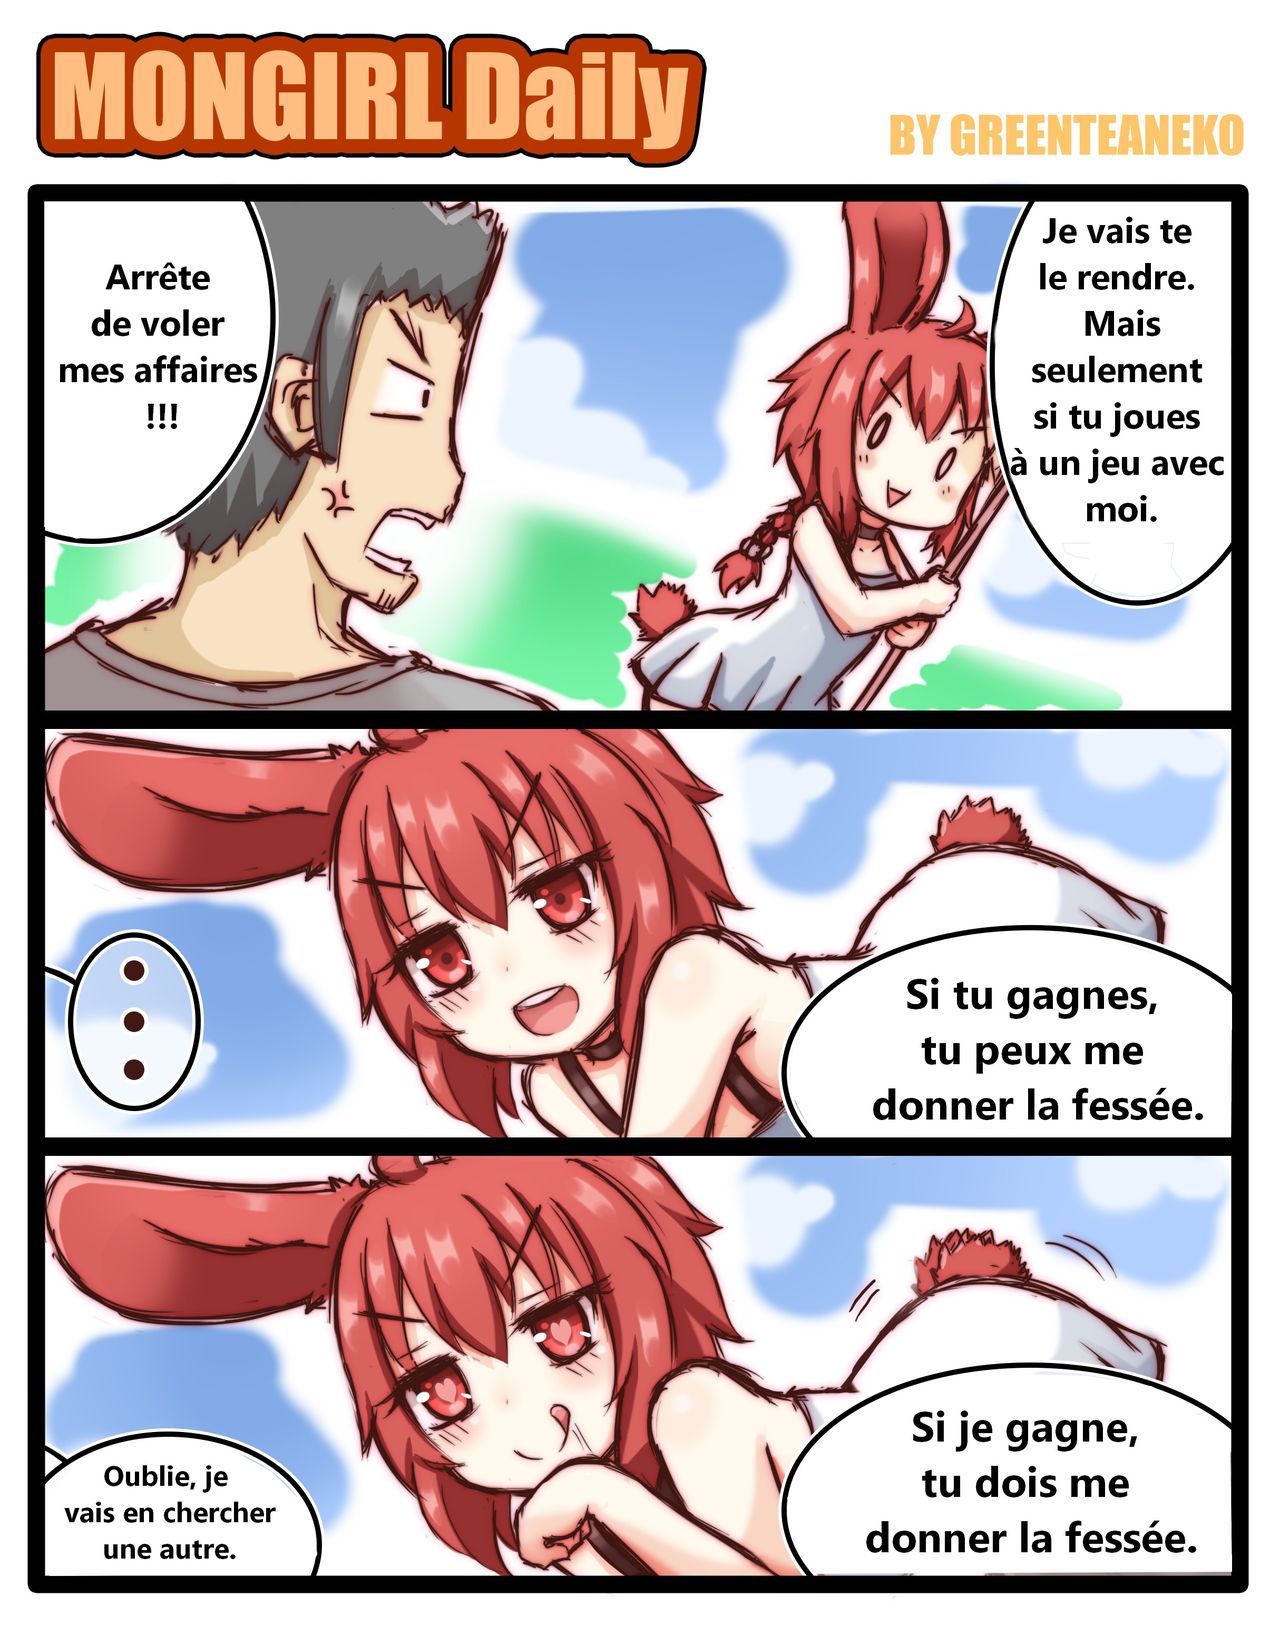 MONGIRL Daily
BY GREENTEANEKO
Arrête
de voler
mes affaires
!!!
Je vais te
le rendre.
Mais
seulement
si tu joues
à un jeu avec
moi.
Si tu gagnes,
tu peux me
donner la fessée.
Si je gagne,
tu dois me
donner la fessée.
Oublie, je
vais en chercher
une autre.